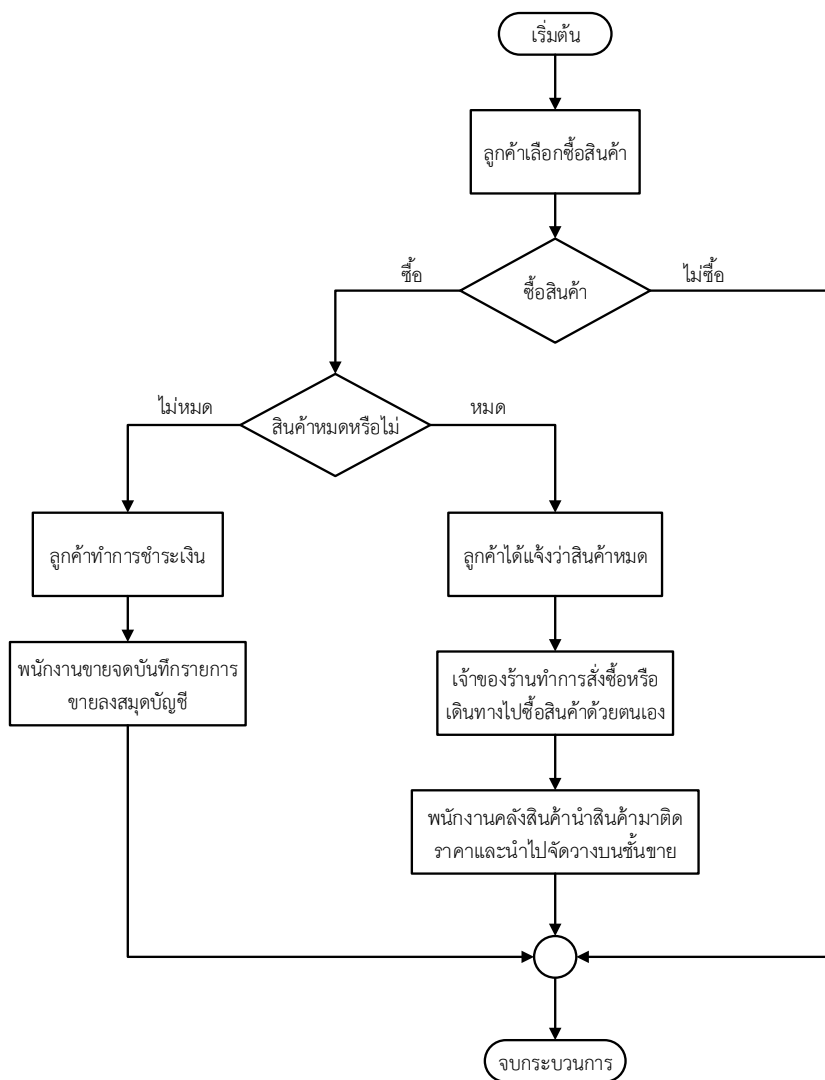 เริ่มต้น
ลูกค้าเลือกซื้อสินค้า
ซื้อ
ซื้อสินค้า
ไม่ซื้อ
ไม่หมด
สินค้าหมดหรือไม่
หมด
ลูกค้าทำการชำระเงิน
ลูกค้าได้แจ้งว่าสินค้าหมด
พนักงานขายจดบันทึกรายการ
ขายลงสมุดบัญชี
เจ้าของร้านทำการสั่งซื้อหรือ
เดินทางไปซื้อสินค้าด้วยตนเอง
พนักงานคลังสินค้านำสินค้ามาติด
ราคาและนำไปจัดวางบนชั้นขาย
จบกระบวนการ